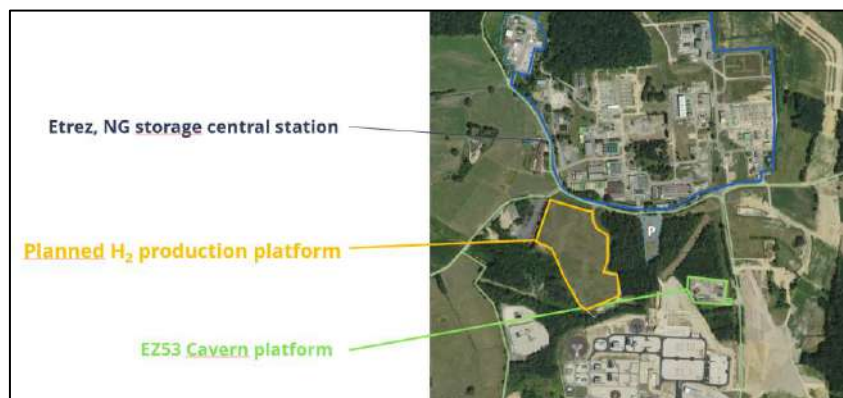 Etrez, NG storage central station
Planned H₂ production platform
P
EZ53 Cavern platform